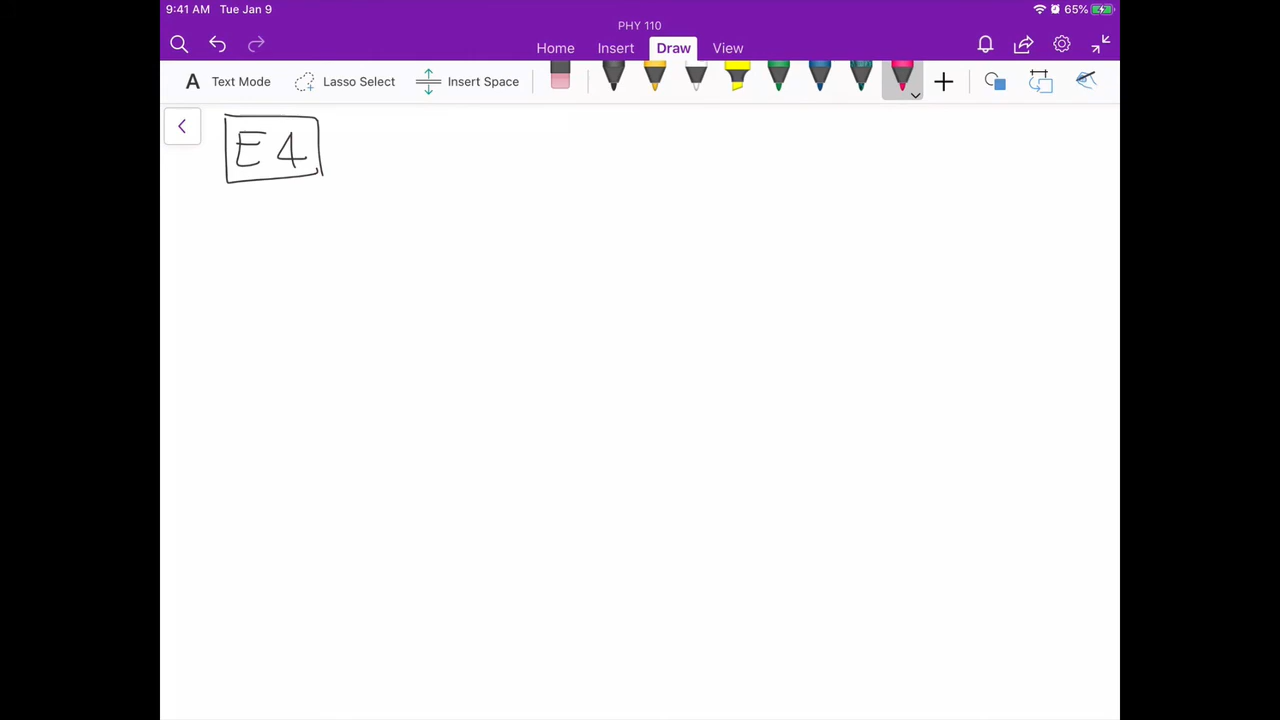 9:41 AM Tue Jan 9
65%
PHY 110
Home Insert Draw View
A Text Mode Lasso Select Insert Space
E 4